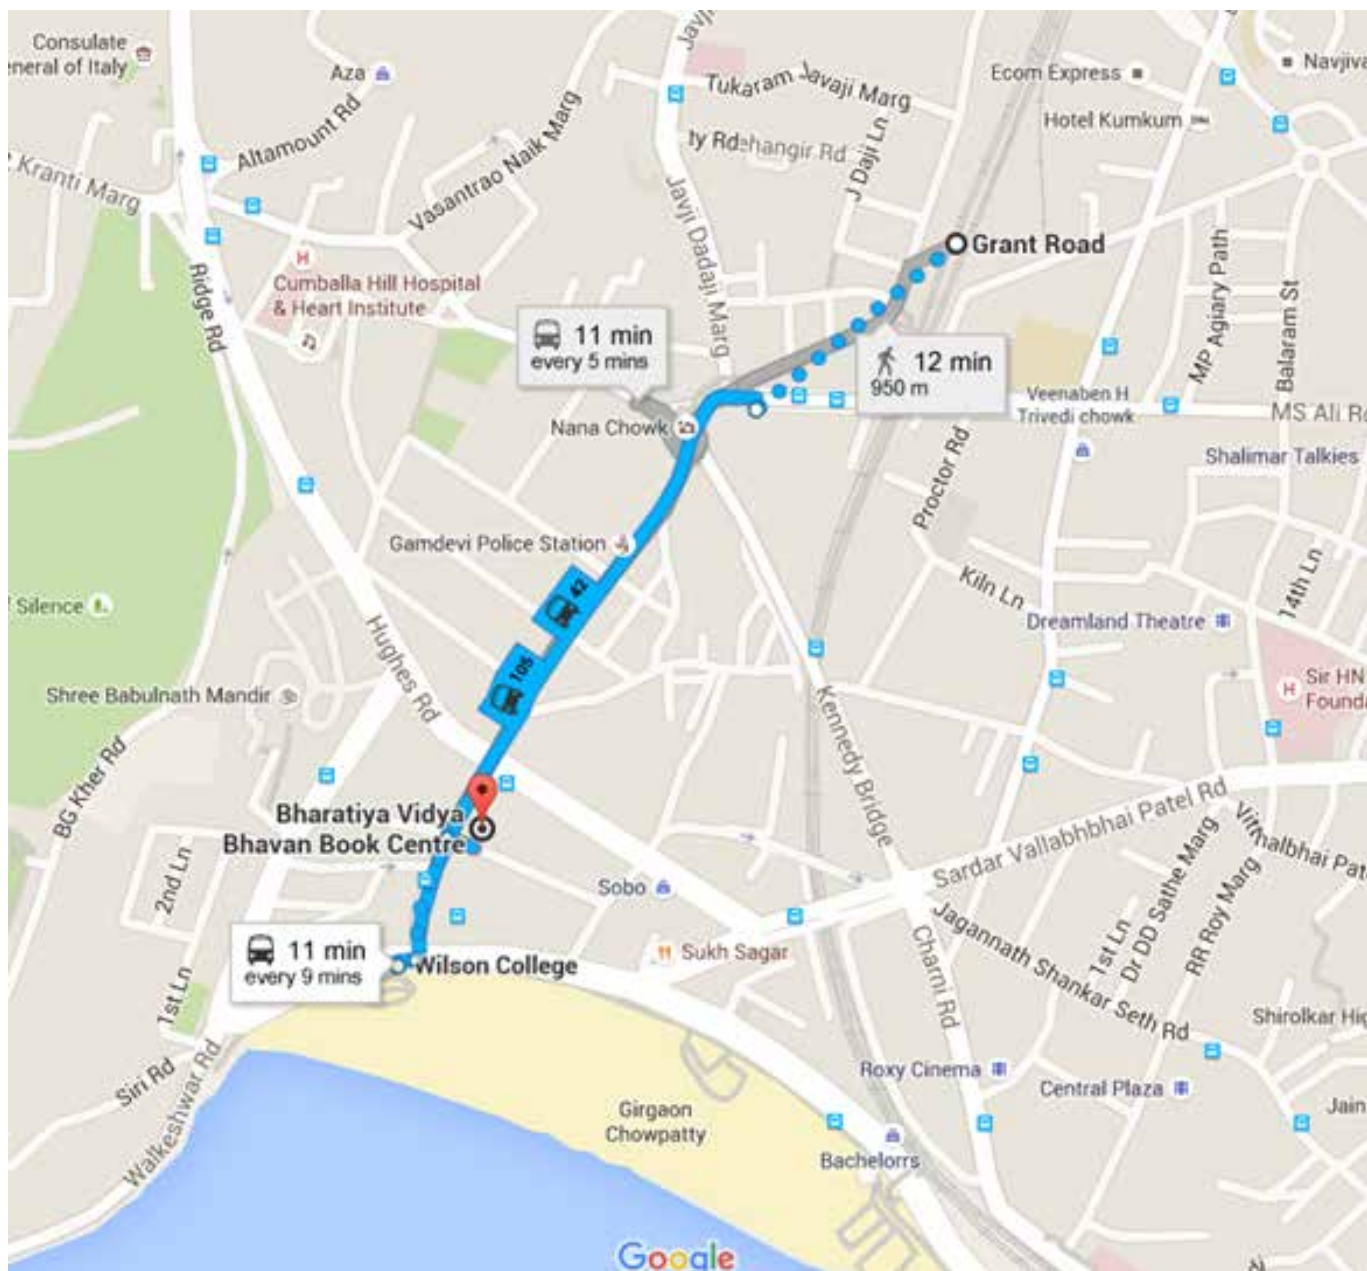 Consulate
eneral of Italy
Aza
Altamount Rd
Vasantrao Naik Marg
Javji
Tukaram Javaji Marg
ty Rd
ehangir Rd
J Daji Ln
Javji Dadaji Marg
Ecom Express
Navjiva
Hotel Kumkum
Kranti Marg
Ridge Rd
Cumballa Hill Hospital
& Heart Institute
Grant Road
MP Agiary Path
Balaram St
11 min
every 5 mins
12 min
950 m
Veenaben H
Trivedi chowk
MS Ali Ro
Nana Chowk
Proctor Rd
Shalimar Talkies
Gamdevi Police Station
Kiln Ln
14th Ln
Silence
42
Dreamland Theatre
Hughes Rd
105
Shree Babulnath Mandir
Sir HN
Founda
Kennedy Bridge
BG Kher Rd
Bharatiya Vidya
Bhavan Book Centre
Sardar Vallabhbhai Patel Rd
2nd Ln
Sobo
Dr DD Sathe Marg
RR Roy Marg
11 min
every 9 mins
Wilson College
Sukh Sagar
Charni Rd
1st Ln
Jagannath Shankar Seth Rd
1st Ln
Shirolkar Hig
Siri Rd
Walkeshwar Rd
Roxy Cinema
Central Plaza
Girgaon
Chowpatty
Jain
Bachelorrs
Google